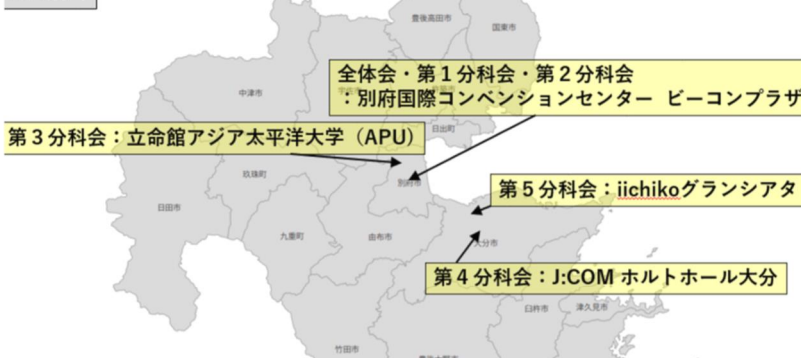 豊後高田市
国東市
全体会・第1分科会・第2分科会
：別府国際コンベンションセンター ビーコンプラザ
中津市
日出町
第3分科会：立命館アジア太平洋大学（APU）
玖珠町
別府市
第5分科会：iichikoグランシアタ
日田市
九重町
由布市
大分市
第4分科会：J:COM ホルトホール大分
臼杵市
津久見市
竹田市